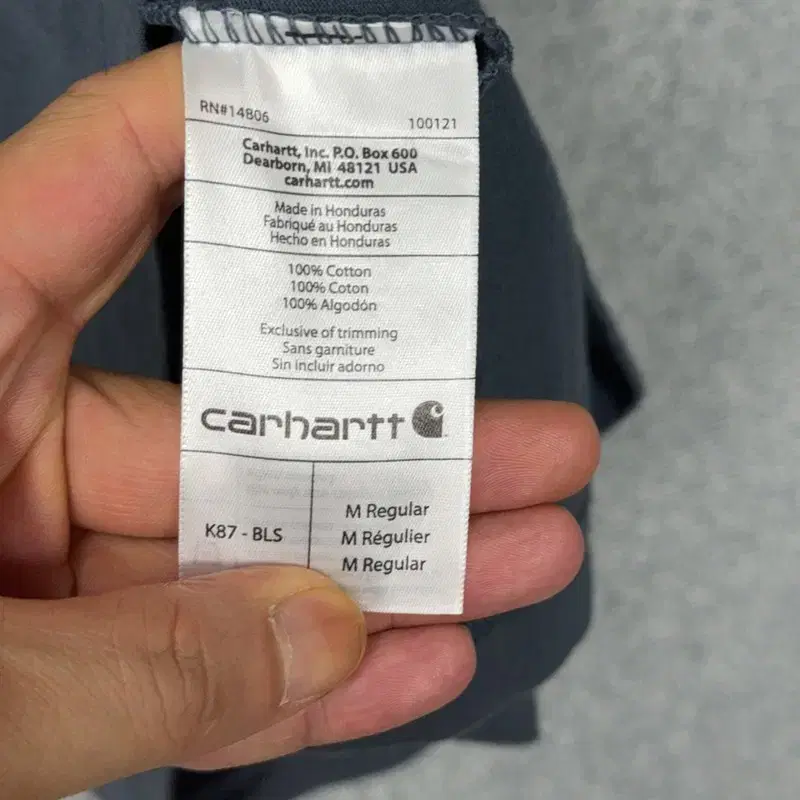 RN#14806
100121
Carhartt, Inc. P.O. Box 600
Dearborn, MI 48121 USA
carhartt.com
Made in Honduras
Fabriqué au Honduras
Hecho en Honduras
100% Cotton
100% Coton
100% Algodón
Exclusive of trimming
Sans garniture
Sin incluir adorno
carhartt
K87 - BLS
M Regular
M Régulier
M Regular